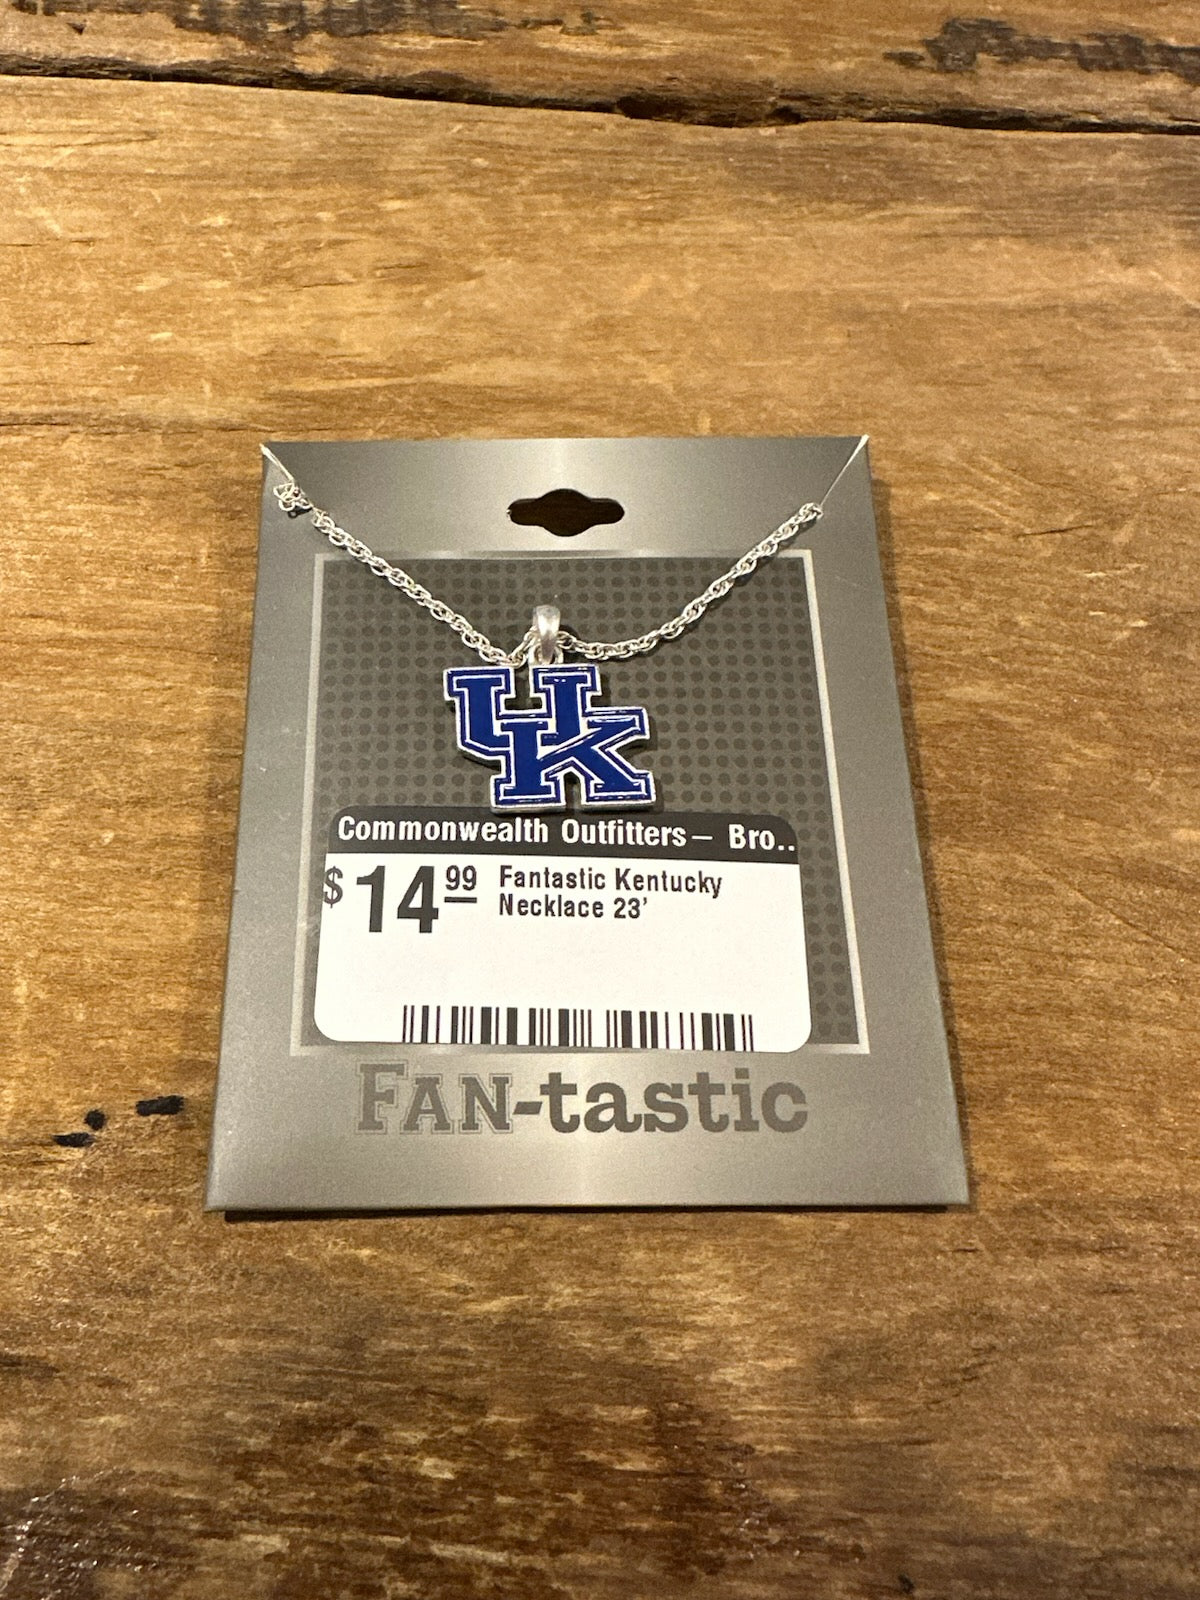 UK
Commonwealth Outfitters— Bro..
$14 99 Fantastic Kentucky
Necklace 23'
FAN-tastic